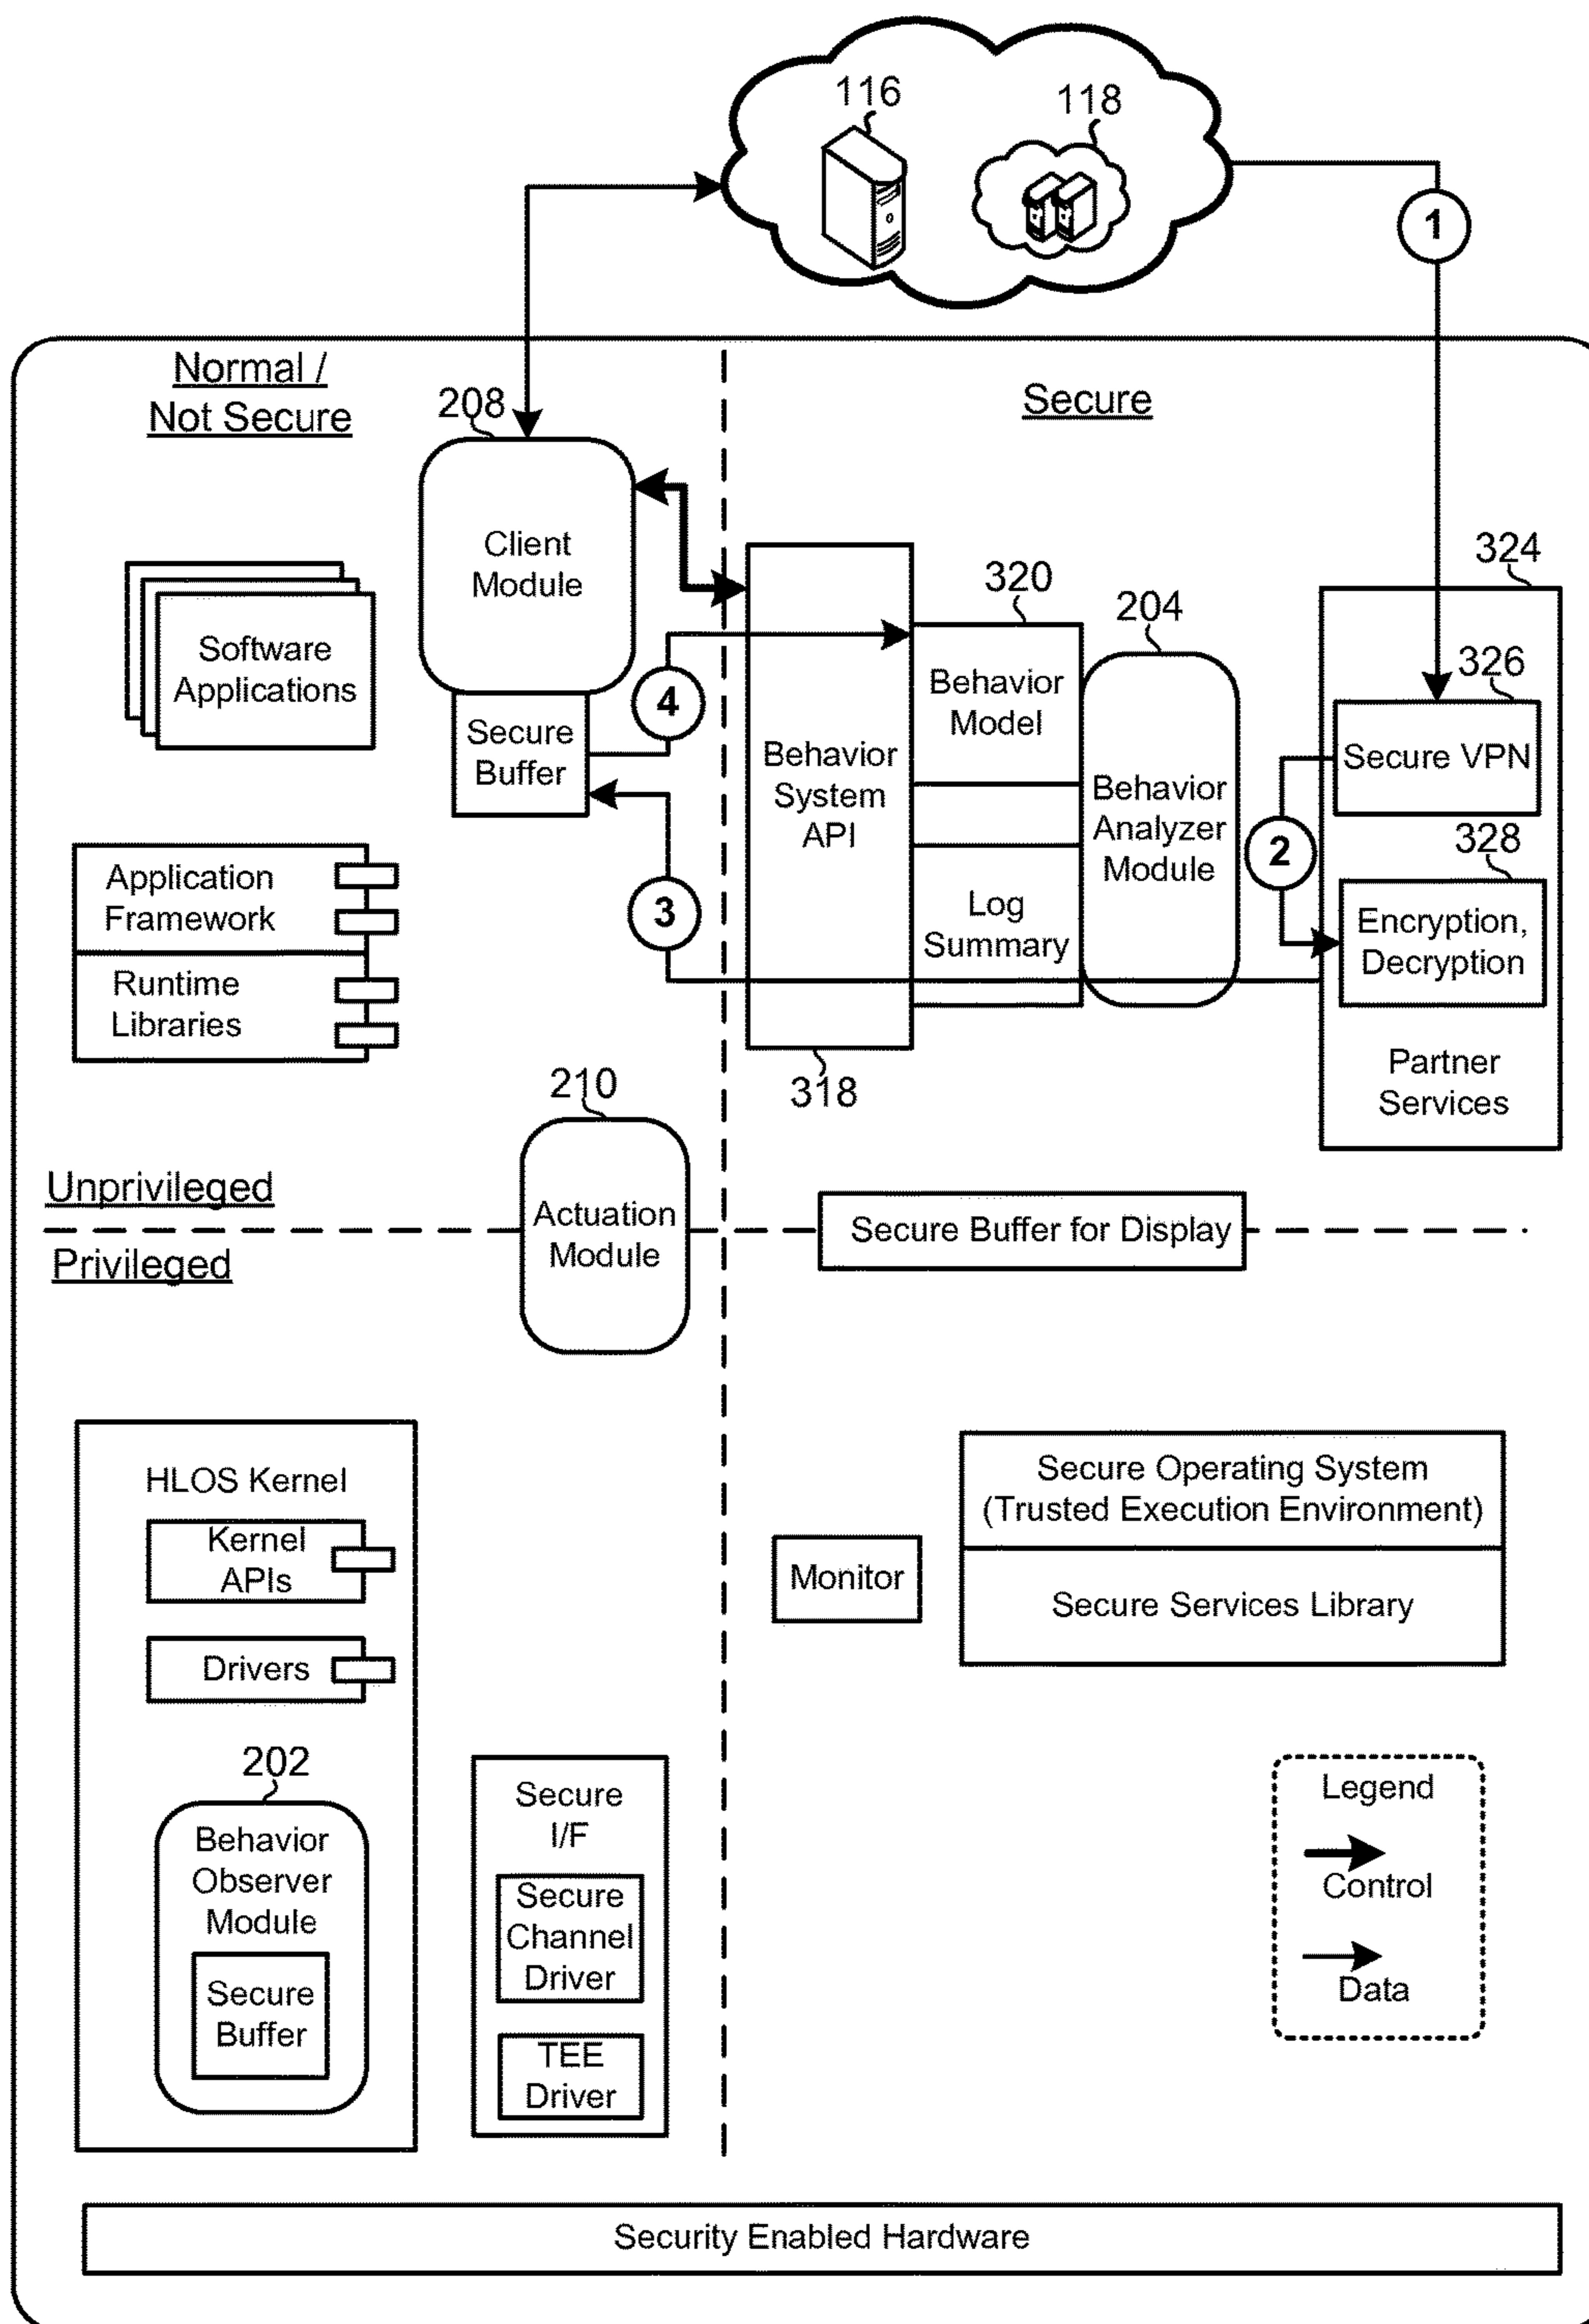 116
118
1
Normal /
Not Secure
208
Secure
Client
Module
324
320
204
Software
Applications
326
Behavior
Model
4
Secure
Buffer
Behavior
System
API
Secure VPN
Behavior
Analyzer
Module
2
328
Application
Framework
3
Log
Summary
Encryption,
Decryption
Runtime
Libraries
318
Partner
Services
210
Unprivileged
Actuation
Module
Secure Buffer for Display
Privileged
HLOS Kernel
Kernel
APIs
Drivers
Secure Operating System
(Trusted Execution Environment)
Monitor
Secure Services Library
202
Behavior
Observer
Module
Secure
Buffer
Secure
I/F
Secure
Channel
Driver
TEE
Driver
Legend
Control
Data
Security Enabled Hardware